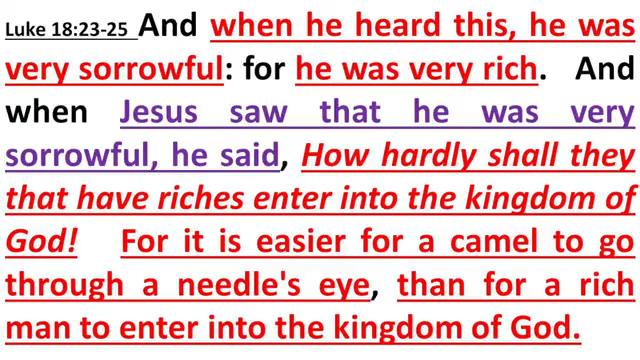 Luke 18:23-25 And when he heard this, he was
very sorrowful: for he was very rich. And
when Jesus saw that he was very
sorrowful, he said, How hardly shall they
that have riches enter into the kingdom of
God! For it is easier for a camel to go
through a needle's eye, than for a rich
man to enter into the kingdom of God.